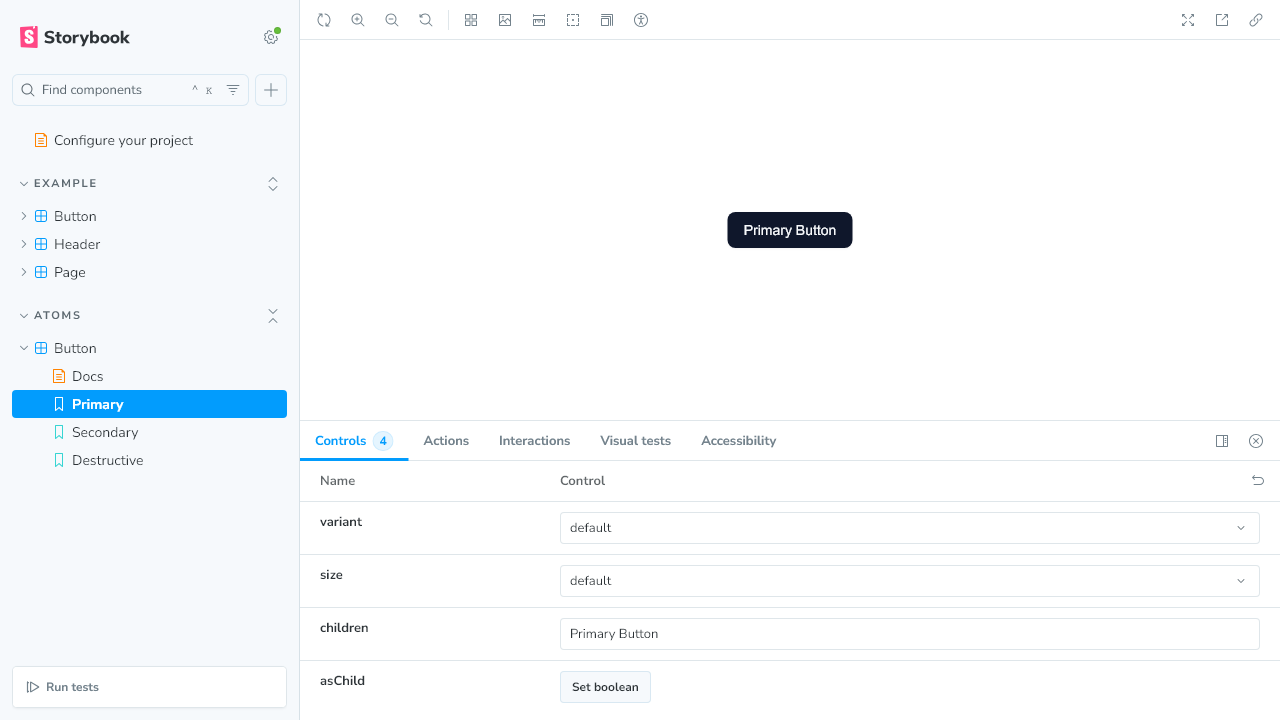 Storybook
Find components
^ K
Configure your project
EXAMPLE
Button
Header
Page
ATOMS
Button
Docs
Primary
Secondary
Destructive
Run tests
Primary Button
Controls 4 Actions Interactions Visual tests Accessibility
Name Control
variant default
size default
children Primary Button
asChild Set boolean